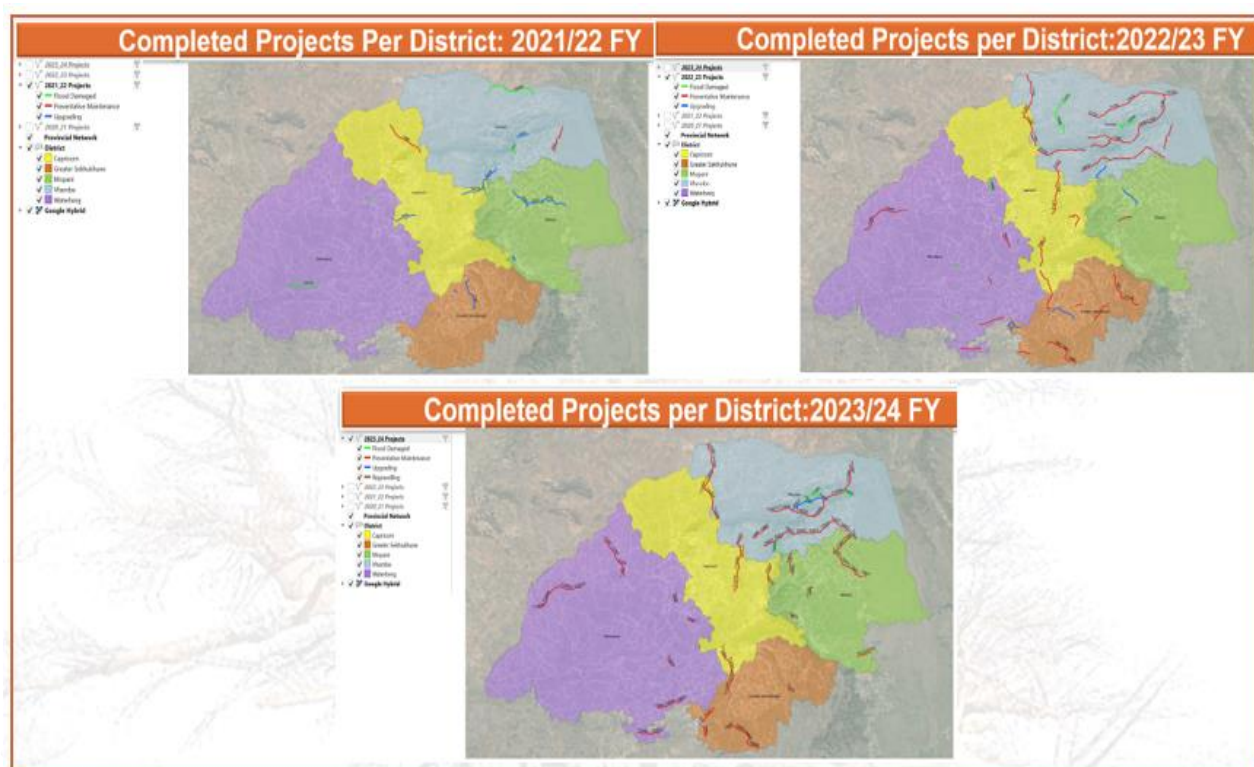 Completed Projects Per District: 2021/22 FY
2023_24 Projects
2022_23 Projects
2021_22 Projects
Flood Damaged
Preventative Maintenance
Upgrading
2020_21 Projects
Provincial Network
District
Capricorn
Greater Sekhukhune
Mopani
Vhembe
Waterberg
Google Hybrid
Completed Projects per District:2022/23 FY
2023_24 Projects
2022_23 Projects
Flood Damaged
Preventative Maintenance
Upgrading
2021_22 Projects
2020_21 Projects
Provincial Network
District
Capricorn
Greater Sekhukhune
Mopani
Vhembe
Waterberg
Google Hybrid
Completed Projects per District:2023/24 FY
2023_24 Projects
Flood Damaged
Preventative Maintenance
Upgrading
Regravelling
2022_23 Projects
2021_22 Projects
2020_21 Projects
Provincial Network
District
Capricorn
Greater Sekhukhune
Mopani
Vhembe
Waterberg
Google Hybrid